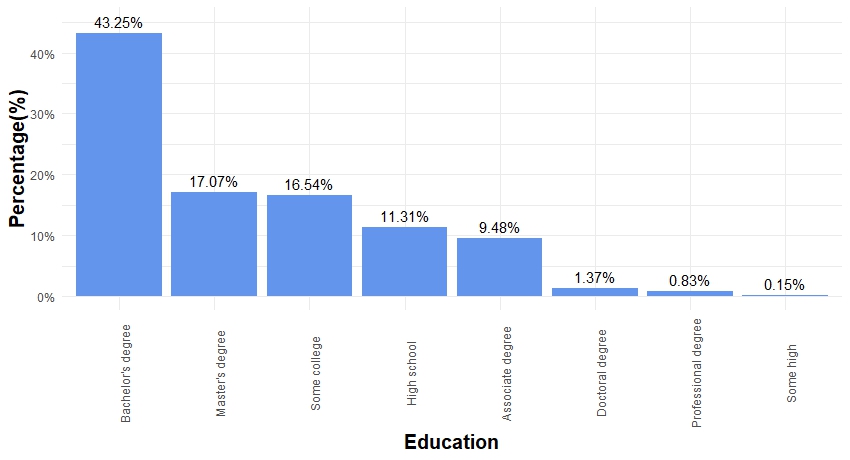 43.25%
17.07%
16.54%
11.31%
9.48%
1.37%
0.83%
0.15%
Percentage(%)
40%
30%
20%
10%
0%
Bachelor's degree
Master's degree
Some college
High school
Associate degree
Doctoral degree
Professional degree
Some high
Education